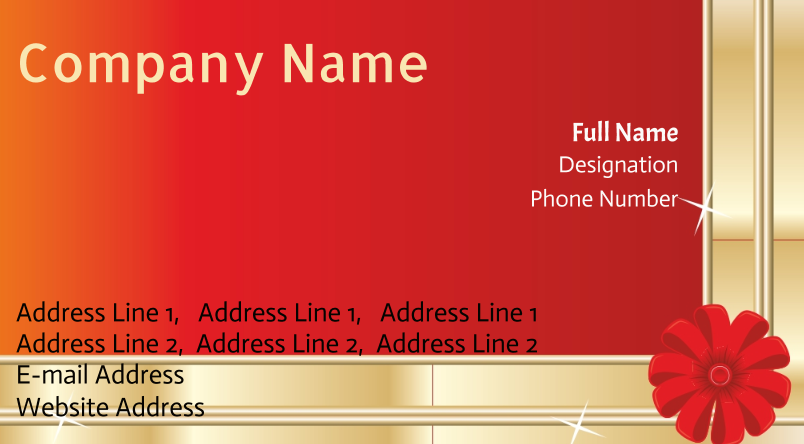 Company Name
Full Name
Designation
Phone Number
Address Line 1,   Address Line 1,   Address Line 1
Address Line 2,  Address Line 2,  Address Line 2
E-mail Address
Website Address